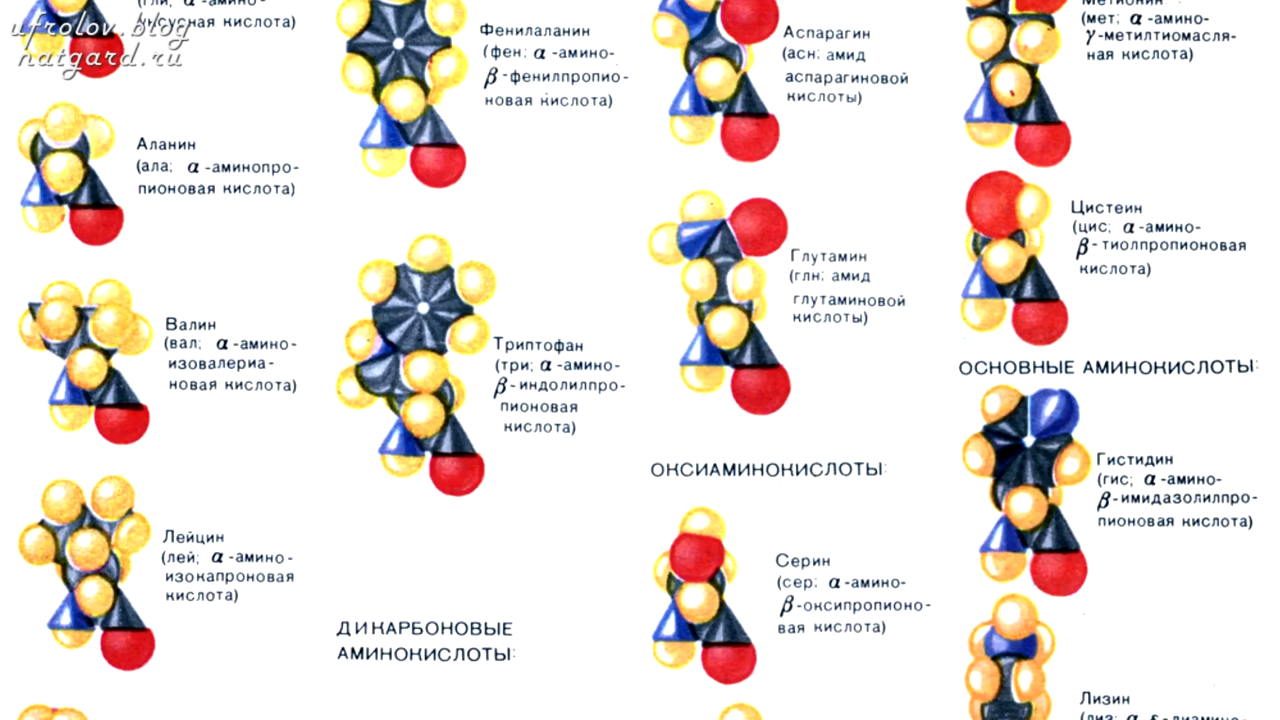 ufrolov.blog
natgard.ru
(гли; α-амино-
уксусная кислота)
Аланин
(ала; α-аминопро-
пионовая кислота)
Валин
(вал; α-амино-
изовалериа-
новая кислота)
Лейцин
(лей; α-амино-
изокапроновая
кислота)
Фенилаланин
(фен; α-амино-
β-фенилпропио-
новая кислота)
Триптофан
(три; α-амино-
β-индолилпро-
пионовая
кислота)
ДИКАРБОНОВЫЕ
АМИНОКИСЛОТЫ:
Аспарагин
(асн; амид
аспарагиновой
кислоты)
Глутамин
(глн; амид
глутаминовой
кислоты)
ОКСИАМИНОКИСЛОТЫ:
Серин
(сер; α-амино-
β-оксипропионо-
вая кислота)
Метионин
(мет; α-амино-
γ-метилтиомасля-
ная кислота)
Цистеин
(цис; α-амино-
β-тиолпропионовая
кислота)
ОСНОВНЫЕ АМИНОКИСЛОТЫ:
Гистидин
(гис; α-амино-
β-имидазолилпро-
пионовая кислота)
Лизин
(лиз; α, ε-диамино-